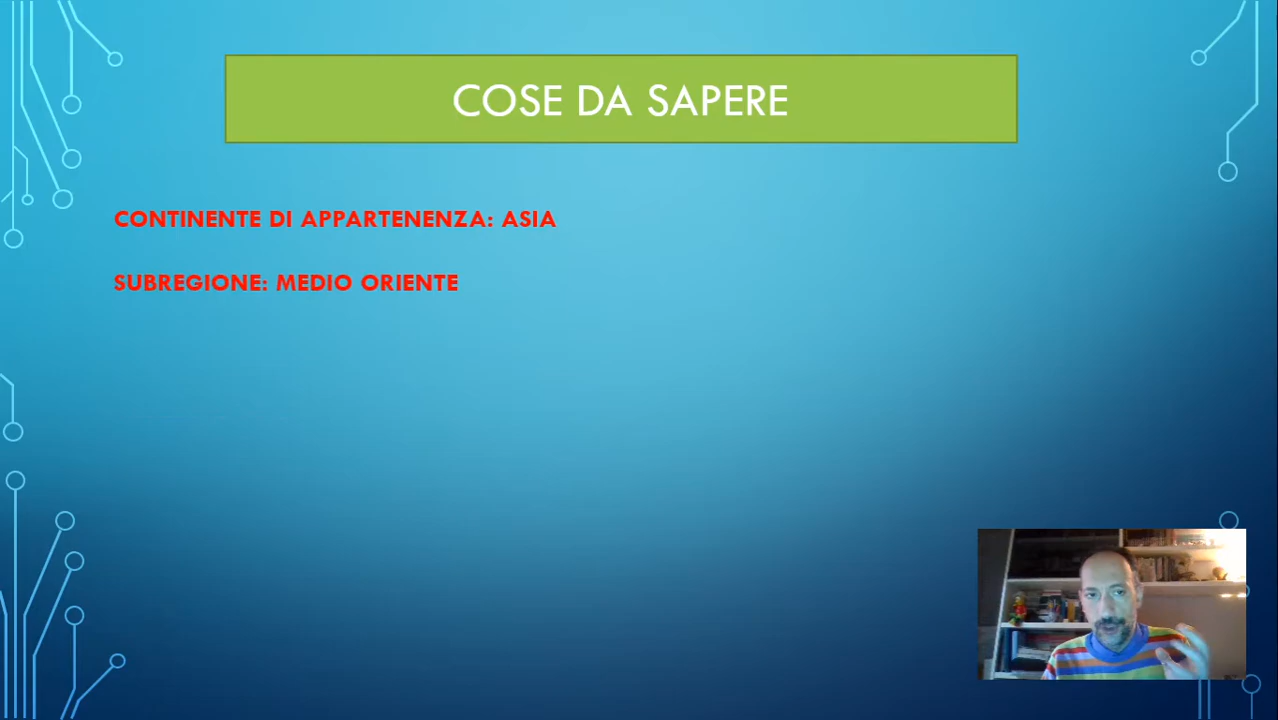 COSE DA SAPERE
CONTINENTE DI APPARTENENZA: ASIA
SUBREGIONE: MEDIO ORIENTE